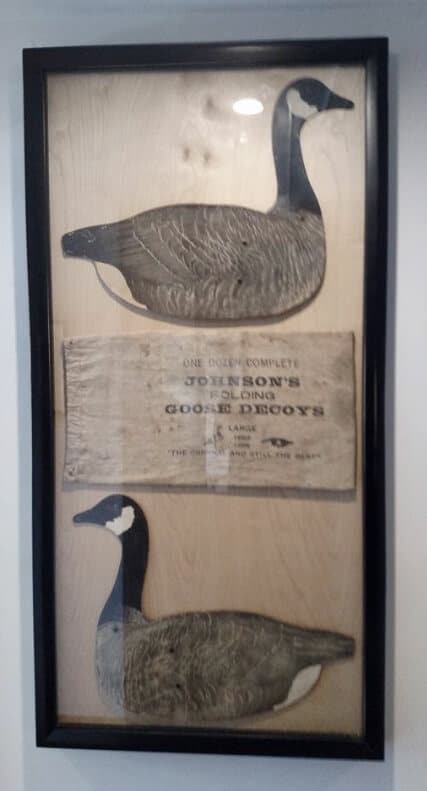 ONE DOZEN COMPLETE
JOHNSON'S
FOLDING
GOOSE DECOYS
LARGE
"THE ORIGINAL AND STILL THE BEST"